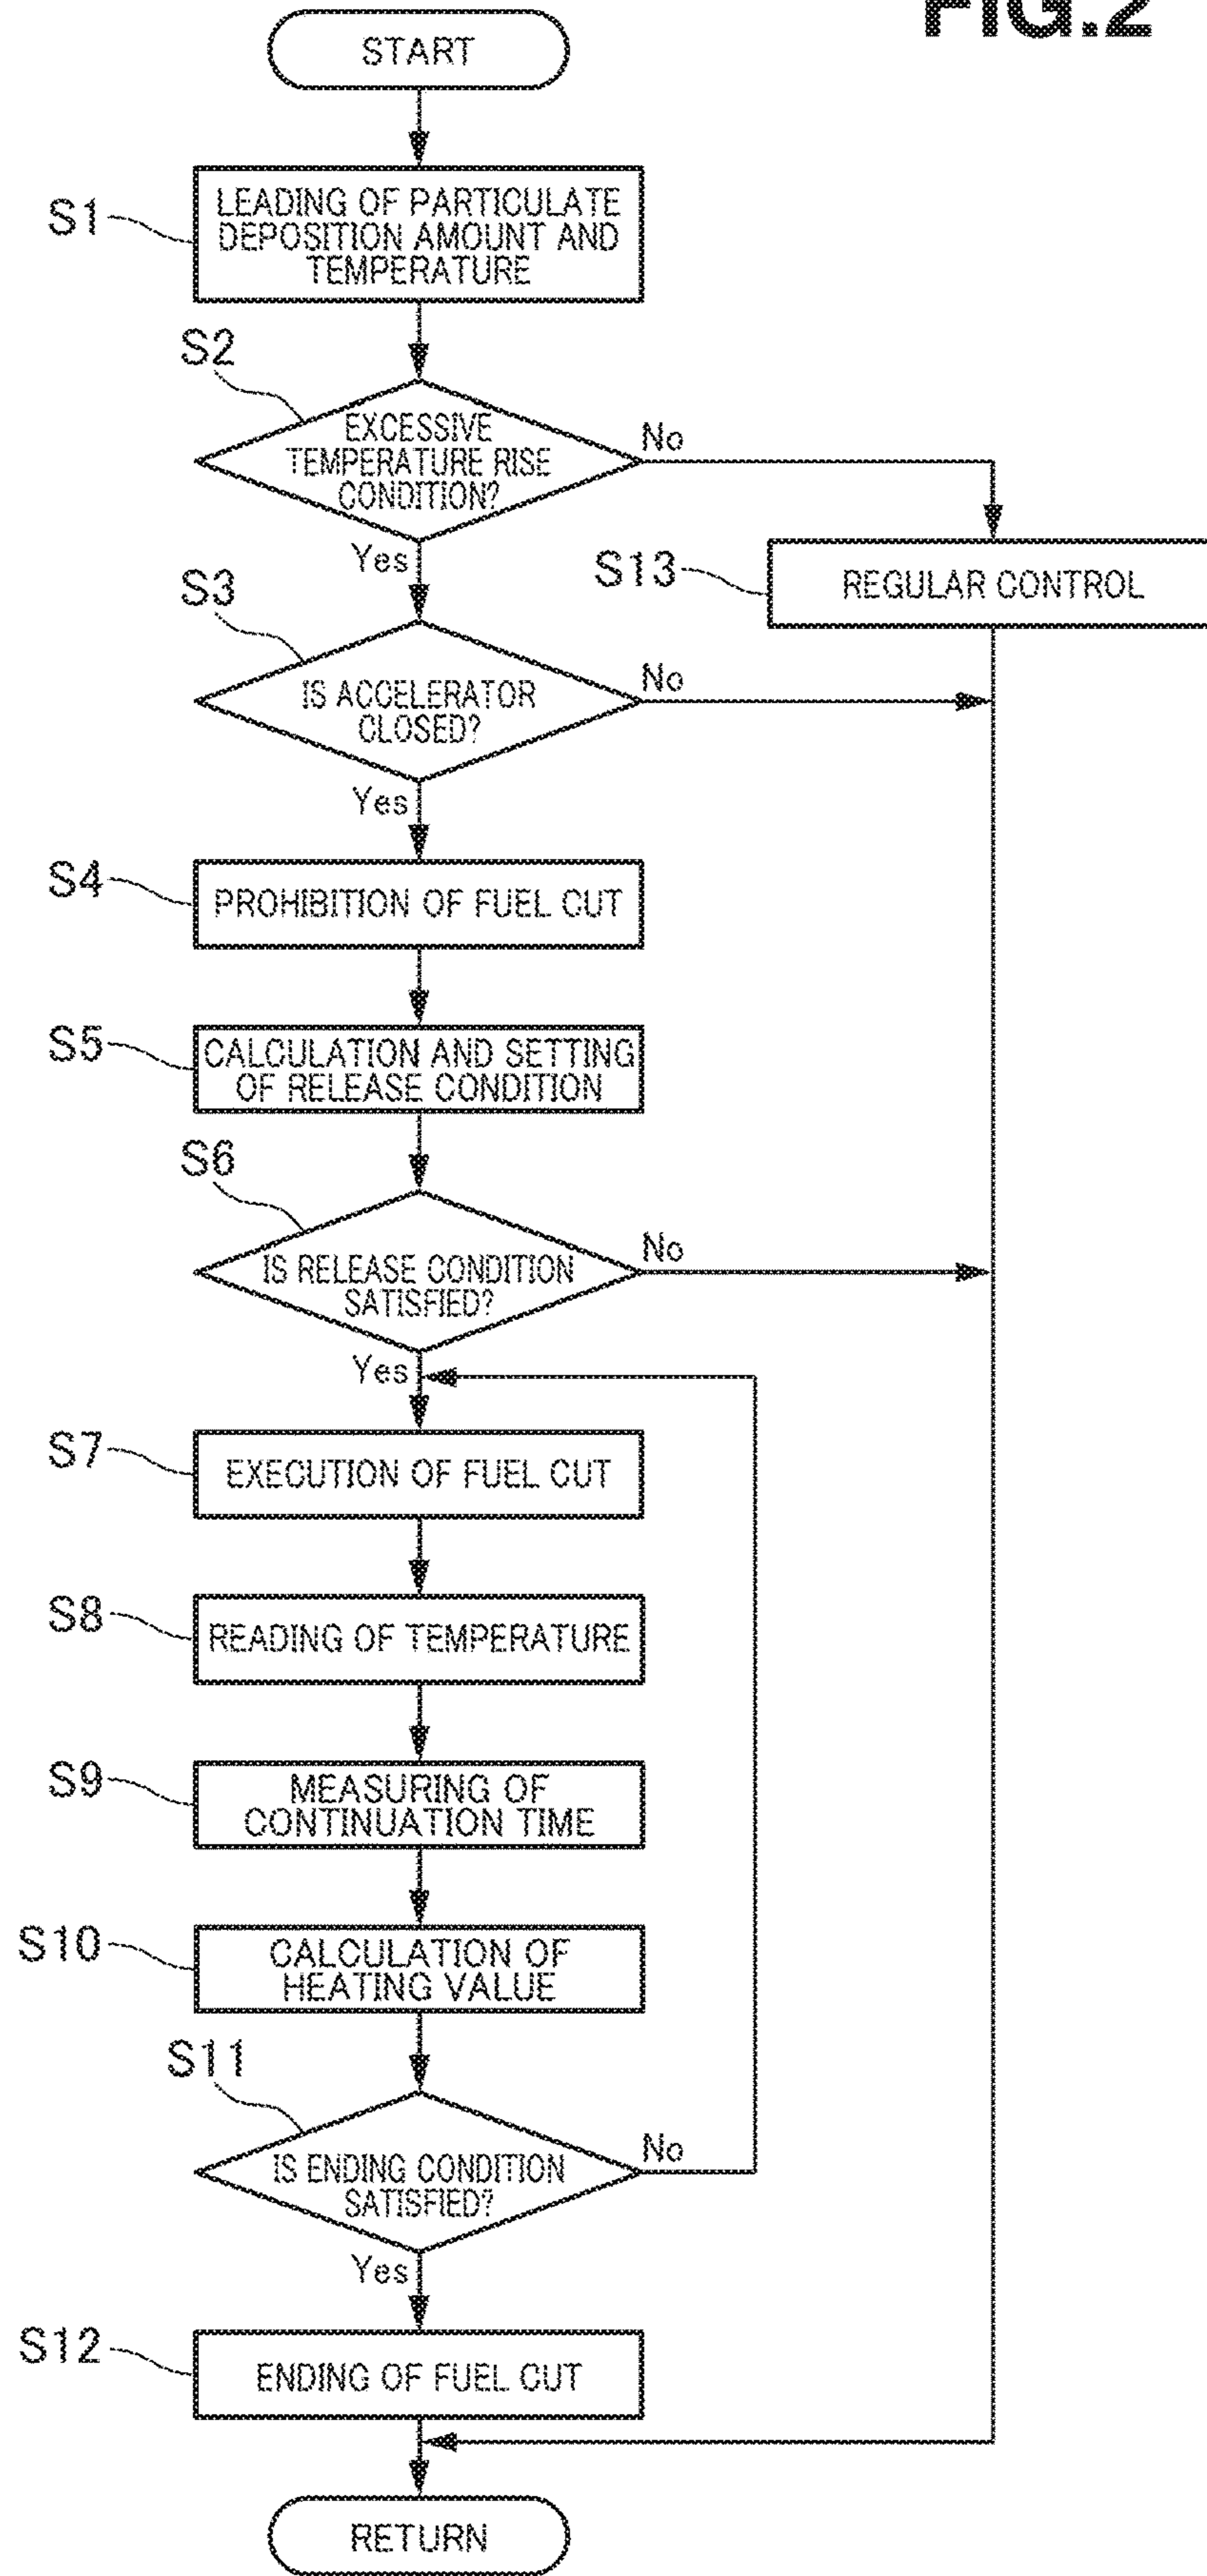 FIG.2
START
S1
LEADING OF PARTICULATE
DEPOSITION AMOUNT AND
TEMPERATURE
S2
EXCESSIVE
TEMPERATURE RISE
CONDITION?
No
Yes
S13
REGULAR CONTROL
S3
IS ACCELERATOR
CLOSED?
No
Yes
S4
PROHIBITION OF FUEL CUT
S5
CALCULATION AND SETTING
OF RELEASE CONDITION
S6
IS RELEASE CONDITION
SATISFIED?
No
Yes
S7
EXECUTION OF FUEL CUT
S8
READING OF TEMPERATURE
S9
MEASURING OF
CONTINUATION TIME
S10
CALCULATION OF
HEATING VALUE
S11
IS ENDING CONDITION
SATISFIED?
No
Yes
S12
ENDING OF FUEL CUT
RETURN